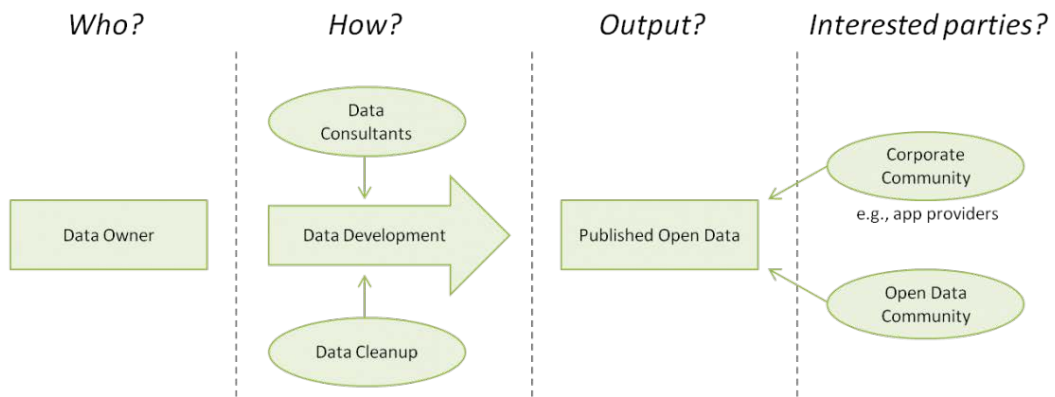 Who?
How?
Output?
Interested parties?
Data
Consultants
Corporate
Community
e.g., app providers
Data Owner
Data Development
Published Open Data
Open Data
Community
Data Cleanup